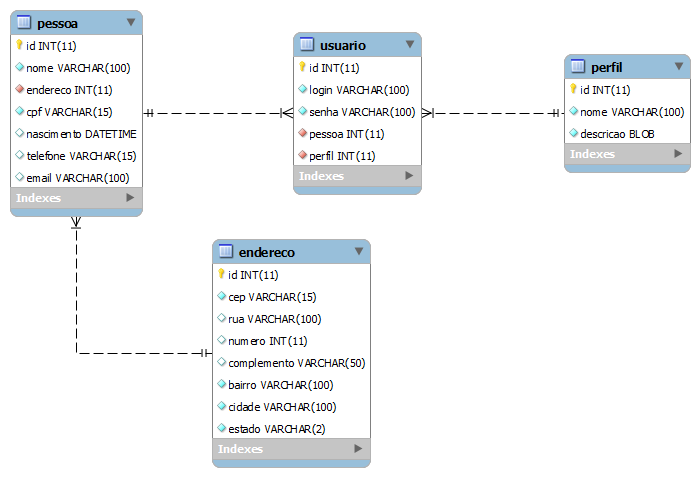 pessoa
id INT(11)
nome VARCHAR(100)
endereco INT(11)
cpf VARCHAR(15)
nascimento DATETIME
telefone VARCHAR(15)
email VARCHAR(100)
Indexes
usuario
id INT(11)
login VARCHAR(100)
senha VARCHAR(100)
pessoa INT(11)
perfil INT(11)
Indexes
perfil
id INT(11)
nome VARCHAR(100)
descricao BLOB
Indexes
endereco
id INT(11)
cep VARCHAR(15)
rua VARCHAR(100)
numero INT(11)
complemento VARCHAR(50)
bairro VARCHAR(100)
cidade VARCHAR(100)
estado VARCHAR(2)
Indexes